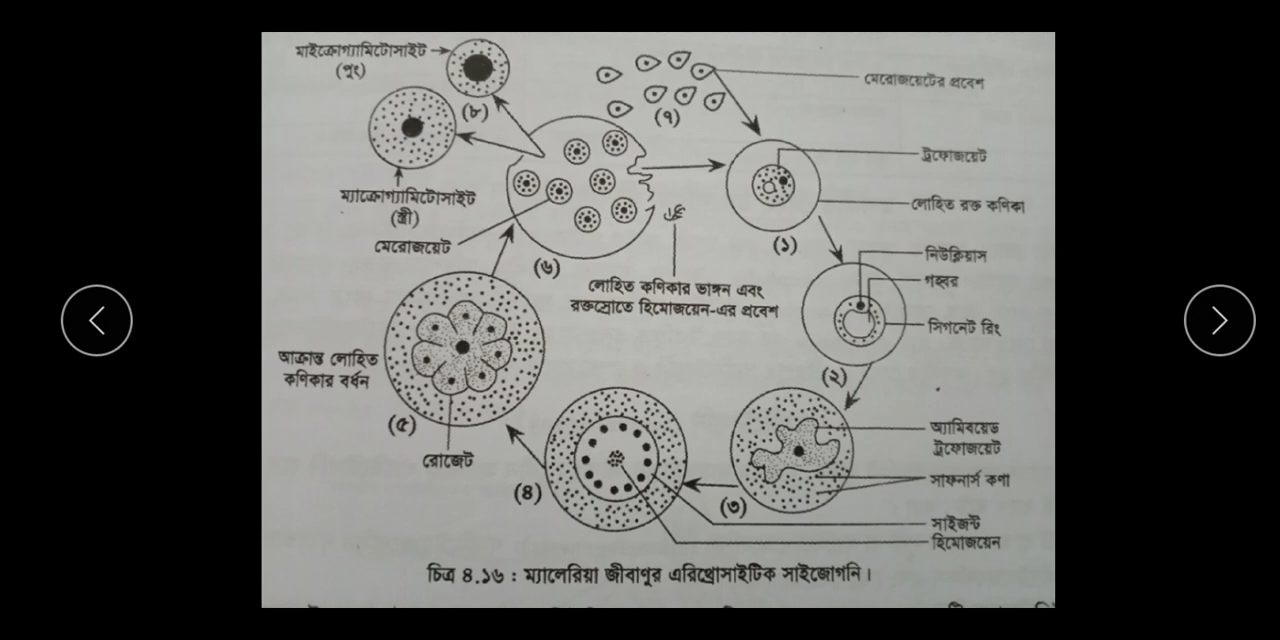 মাইক্রোগ্যামিটোসাইট
(পুং)
(৮)
মেরোজয়েটের প্রবেশ
(৭)
ট্রফোজয়েট
লোহিত রক্ত কণিকা
(১)
ম্যাক্রোগ্যামিটোসাইট
(স্ত্রী)
মেরোজয়েট
(৬)
লোহিত কণিকার ভাঙ্গন এবং
রক্তস্রোতে হিমোজয়েন-এর প্রবেশ
নিউক্লিয়াস
গহ্বর
সিগনেট রিং
(২)
আক্রান্ত লোহিত
কণিকার বর্ধন
(৫)
রোজেট
অ্যামিবয়েড
ট্রফোজয়েট
সাফনার্স কণা
(৩)
(৪)
সাইজন্ট
হিমোজয়েন
চিত্র ৪.১৬ : ম্যালেরিয়া জীবাণুর এরিথ্রোসাইটিক সাইজোগনি।